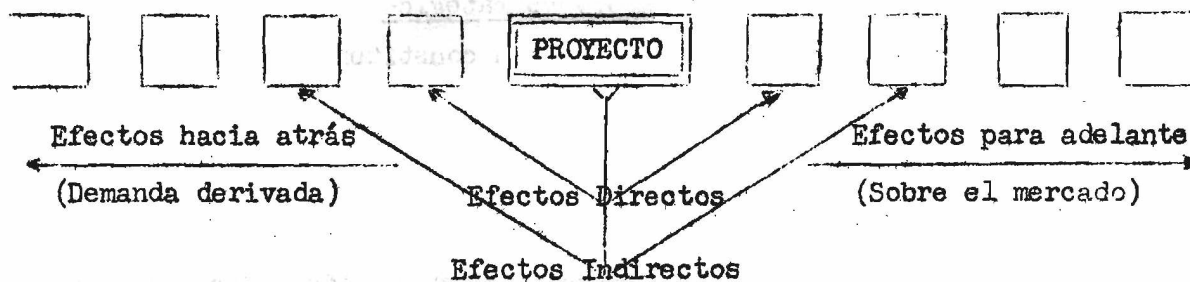 PROYECTO
Efectos hacia atrás
Efectos para adelante
(Demanda derivada)
Efectos Directos
(Sobre el mercado)
Efectos Indirectos